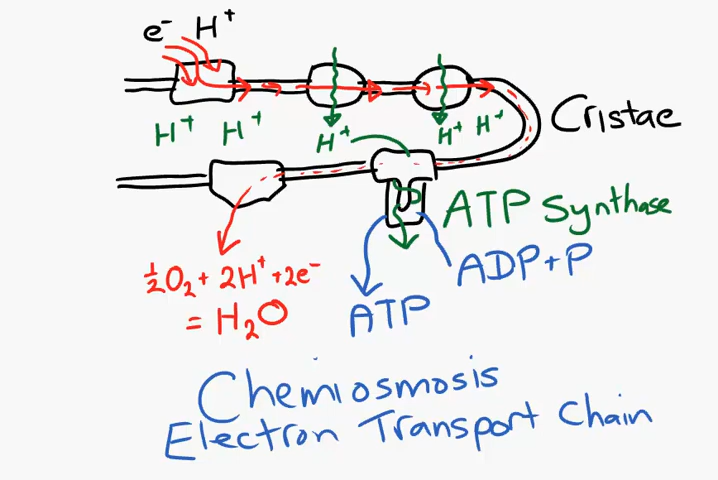 e⁻ H⁺
Cristae
H⁺ H⁺ H⁺ H⁺ H⁺
ATP Synthase
ADP+P
ATP
½O₂ + 2H⁺ + 2e⁻
= H₂O
Chemiosmosis
Electron Transport Chain